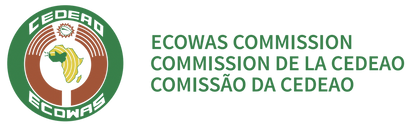 CEDEAO
ECOWAS
ECOWAS COMMISSION
COMMISSION DE LA CEDEAO
COMISSÃO DA CEDEAO